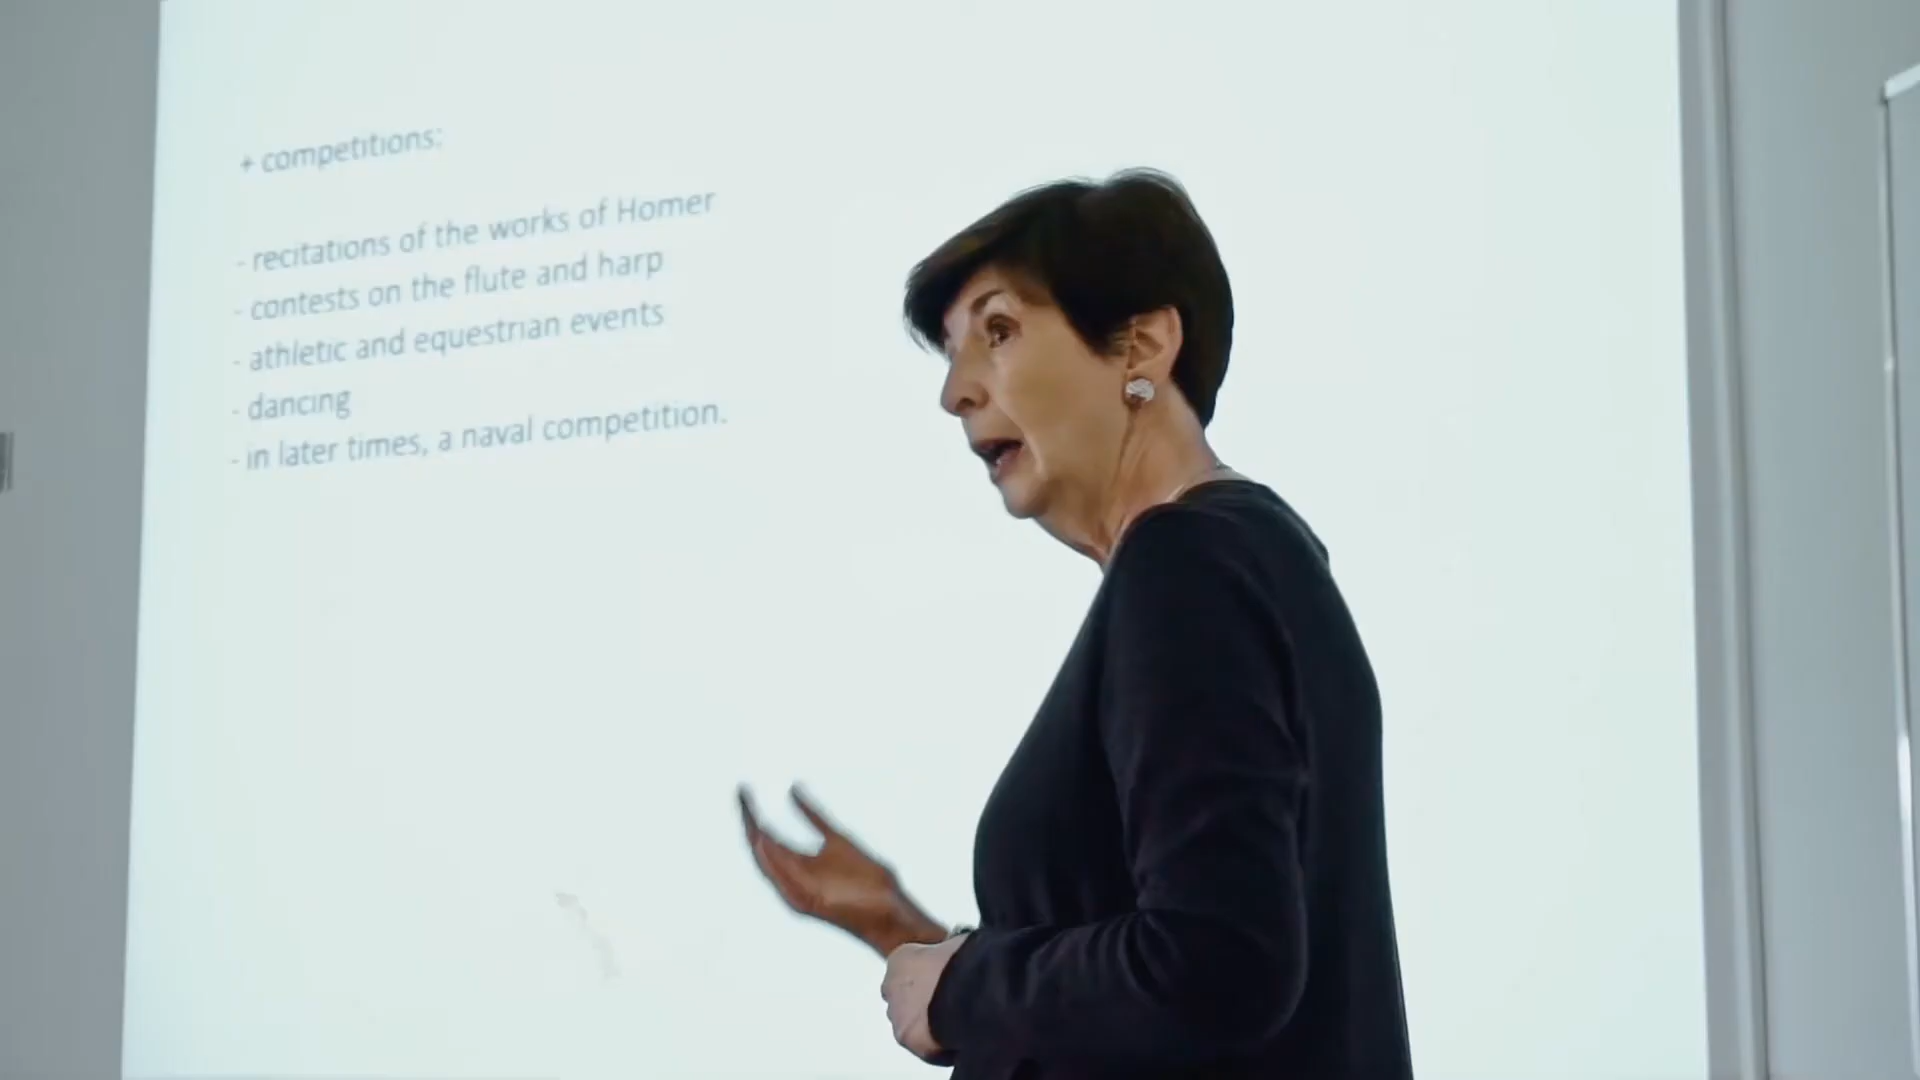 + competitions:
- recitations of the works of Homer
- contests on the flute and harp
- athletic and equestrian events
- dancing
- in later times, a naval competition.